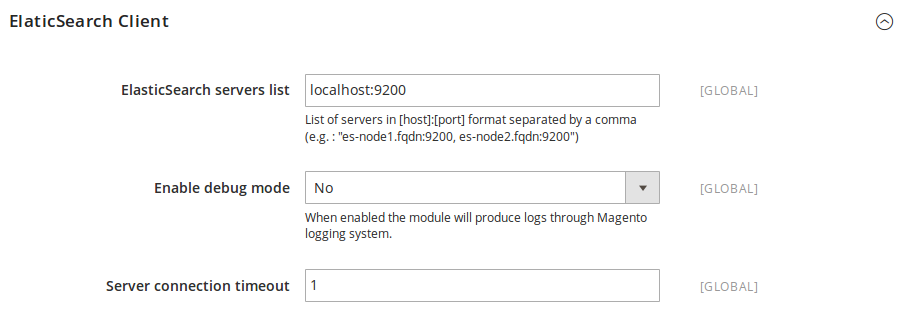 ElaticSearch Client
ElasticSearch servers list localhost:9200 [GLOBAL]
List of servers in [host]:[port] format separated by a comma
(e.g. : "es-node1.fqdn:9200, es-node2.fqdn:9200")
Enable debug mode No [GLOBAL]
When enabled the module will produce logs through Magento
logging system.
Server connection timeout 1 [GLOBAL]